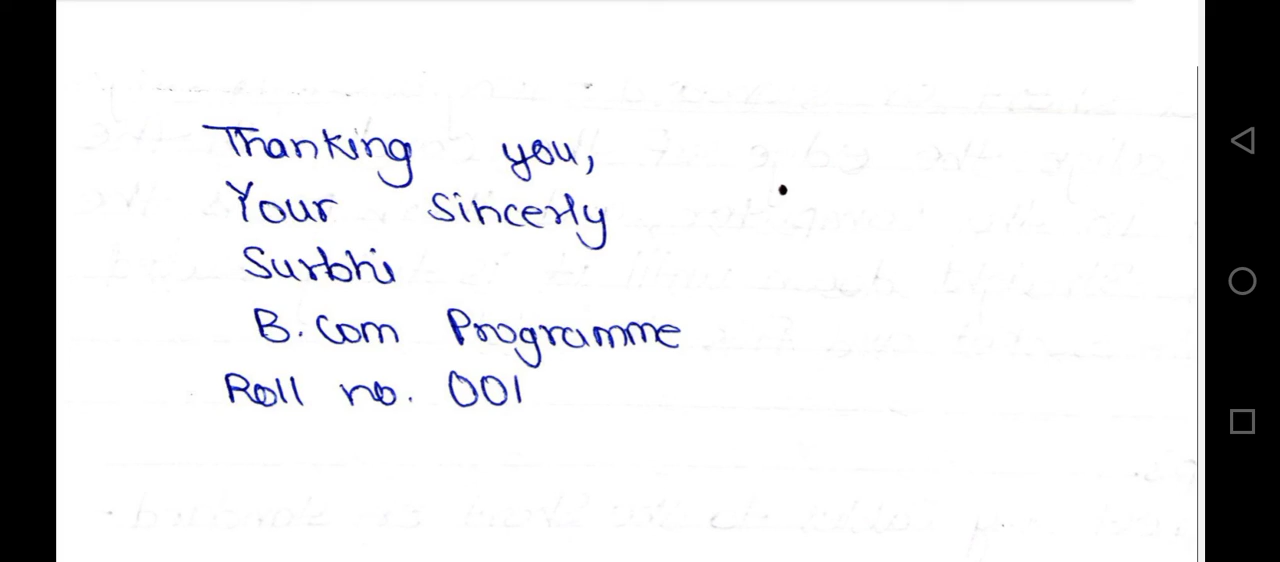 Thanking you,
Your Sincerly
Surbhi
B.Com Programme
Roll no. 001